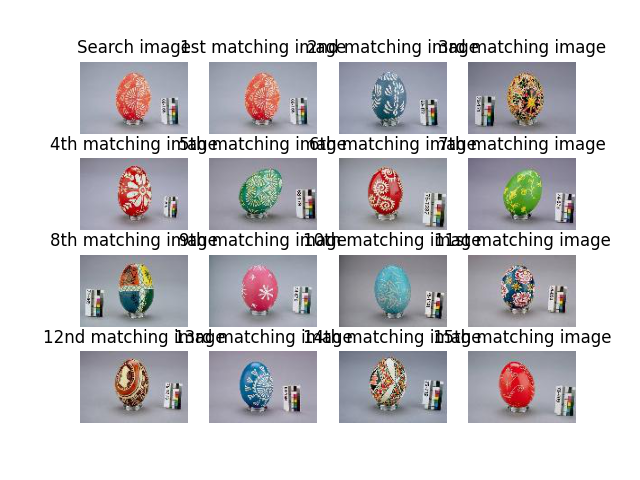 Search image 1st matching image 2nd matching image 3rd matching image
4th matching image 5th matching image 6th matching image 7th matching image
8th matching image 9th matching image 10th matching image 11st matching image
12nd matching image 13rd matching image 14th matching image 15th matching image